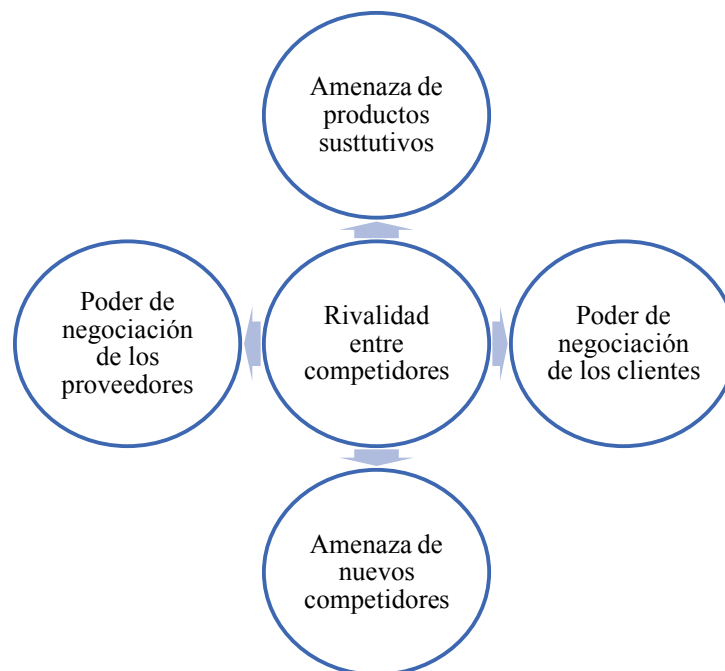 Amenaza de
productos
susttutivos
Poder de
negociación
de los
proveedores
Rivalidad
entre
competidores
Poder de
negociación
de los clientes
Amenaza de
nuevos
competidores